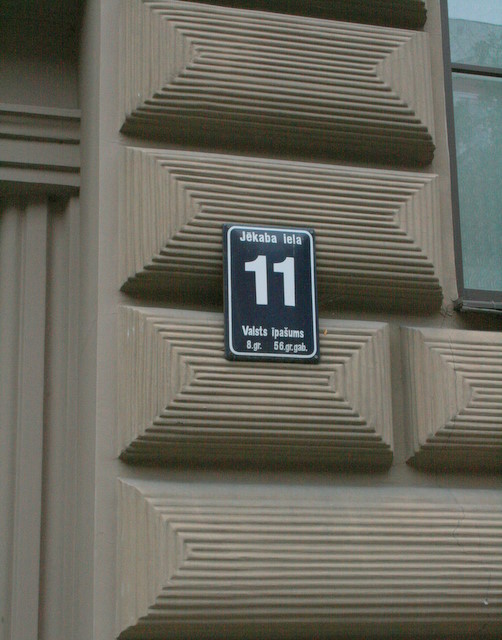 Jēkaba iela
11
Valsts īpašums
8.gr. 56.gr.gab.